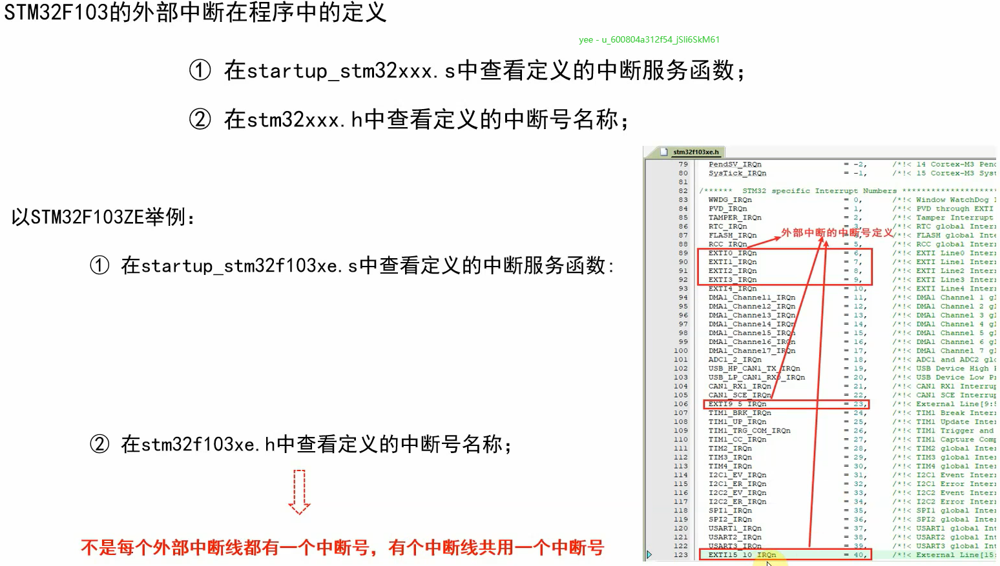 STM32F103的外部中断在程序中的定义
yee - u_600804a312f54_jSli6SkM61
① 在startup_stm32xxx.s中查看定义的中断服务函数；
② 在stm32xxx.h中查看定义的中断号名称；
以STM32F103ZE举例：
① 在startup_stm32f103xe.s中查看定义的中断服务函数：
② 在stm32f103xe.h中查看定义的中断号名称；
不是每个外部中断线都有一个中断号，有个中断线共用一个中断号
stm32f103xe.h
79 PendSV_IRQn = -2, /*!< 14 Cortex-M3 Pend
80 SysTick_IRQn = -1, /*!< 15 Cortex-M3 Syst
81
82 /****** STM32 specific Interrupt Numbers ********************
83 WWDG_IRQn = 0, /*!< Window WatchDog I
84 PVD_IRQn = 1, /*!< PVD through EXTI
85 TAMPER_IRQn = 2, /*!< Tamper Interrupt
86 RTC_IRQn = 3, /*!< RTC global Inter
外部中断的中断号定义
87 FLASH_IRQn /*!< FLASH global Inte
88 RCC_IRQn = 5, /*!< RCC global Inter
89 EXTI0_IRQn = 6, /*!< EXTI Line0 Inter
90 EXTI1_IRQn = 7, /*!< EXTI Line1 Inter
91 EXTI2_IRQn = 8, /*!< EXTI Line2 Inter
92 EXTI3_IRQn = 9, /*!< EXTI Line3 Inter
93 EXTI4_IRQn = 10, /*!< EXTI Line4 Inter
94 DMA1_Channel1_IRQn = 11, /*!< DMA1 Channel 1 gl
95 DMA1_Channel2_IRQn = 12, /*!< DMA1 Channel 2 gl
96 DMA1_Channel3_IRQn = 13, /*!< DMA1 Channel 3 gl
97 DMA1_Channel4_IRQn = 14, /*!< DMA1 Channel 4 gl
98 DMA1_Channel5_IRQn = 15, /*!< DMA1 Channel 5 gl
99 DMA1_Channel6_IRQn = 16, /*!< DMA1 Channel 6 gl
100 DMA1_Channel7_IRQn = 17, /*!< DMA1 Channel 7 gl
101 ADC1_2_IRQn = 18, /*!< ADC1 and ADC2 glo
102 USB_HP_CAN1_TX_IRQn = 19, /*!< USB Device High P
103 USB_LP_CAN1_RX0_IRQn = 20, /*!< USB Device Low Pr
104 CAN1_RX1_IRQn = 21, /*!< CAN1 RX1 Interrup
105 CAN1_SCE_IRQn = 22, /*!< CAN1 SCE Interrup
106 EXTI9_5_IRQn = 23, /*!< External Line[9:5
107 TIM1_BRK_IRQn = 24, /*!< TIM1 Break Inter
108 TIM1_UP_IRQn = 25, /*!< TIM1 Update Inter
109 TIM1_TRG_COM_IRQn = 26, /*!< TIM1 Trigger and
110 TIM1_CC_IRQn = 27, /*!< TIM1 Capture Comp
111 TIM2_IRQn = 28, /*!< TIM2 global Inter
112 TIM3_IRQn = 29, /*!< TIM3 global Inter
113 TIM4_IRQn = 30, /*!< TIM4 global Inter
114 I2C1_EV_IRQn = 31, /*!< I2C1 Event Inter
115 I2C1_ER_IRQn = 32, /*!< I2C1 Error Inter
116 I2C2_EV_IRQn = 33, /*!< I2C2 Event Inter
117 I2C2_ER_IRQn = 34, /*!< I2C2 Error Inter
118 SPI1_IRQn = 35, /*!< SPI1 global Inter
119 SPI2_IRQn = 36, /*!< SPI2 global Inter
120 USART1_IRQn = 37, /*!< USART1 global Int
121 USART2_IRQn = 38, /*!< USART2 global Int
122 USART3_IRQn = 39, /*!< USART3 global Int
123 EXTI15_10_IRQn = 40, /*!< External Line[15: